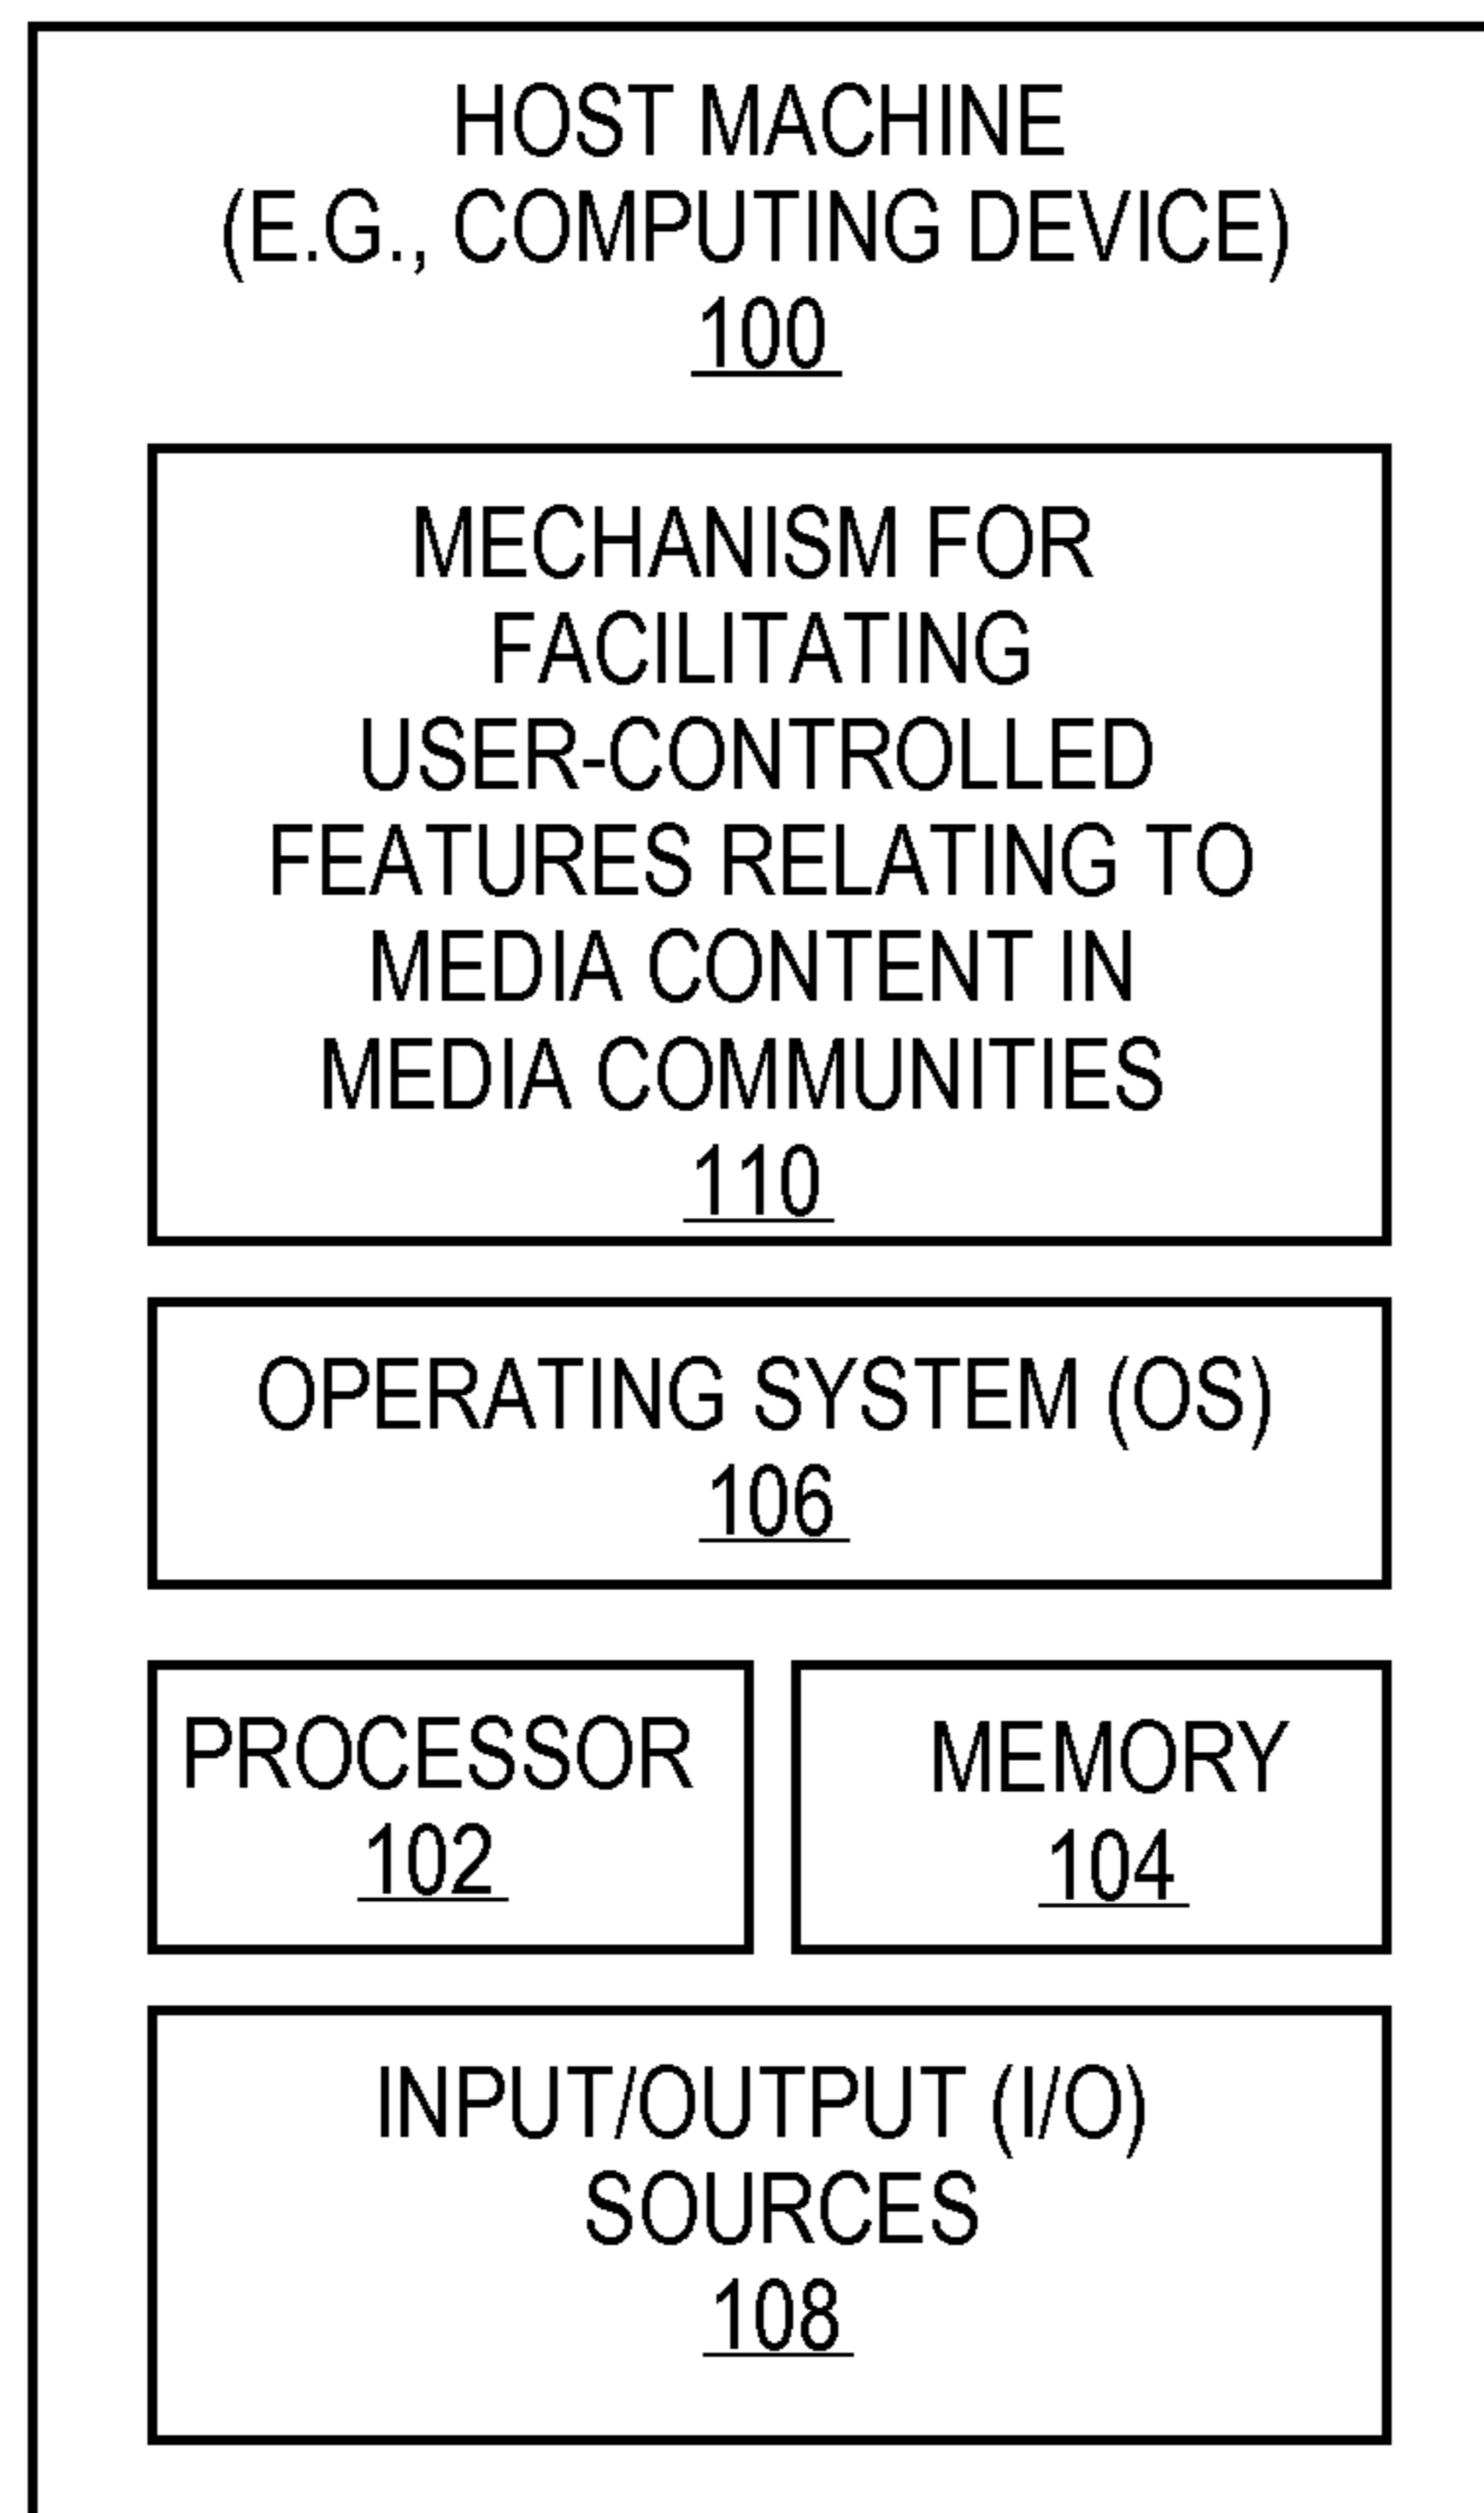 HOST MACHINE
(E.G., COMPUTING DEVICE)
100
MECHANISM FOR
FACILITATING
USER-CONTROLLED
FEATURES RELATING TO
MEDIA CONTENT IN
MEDIA COMMUNITIES
110
OPERATING SYSTEM (OS)
106
PROCESSOR
102
MEMORY
104
INPUT/OUTPUT (I/O)
SOURCES
108